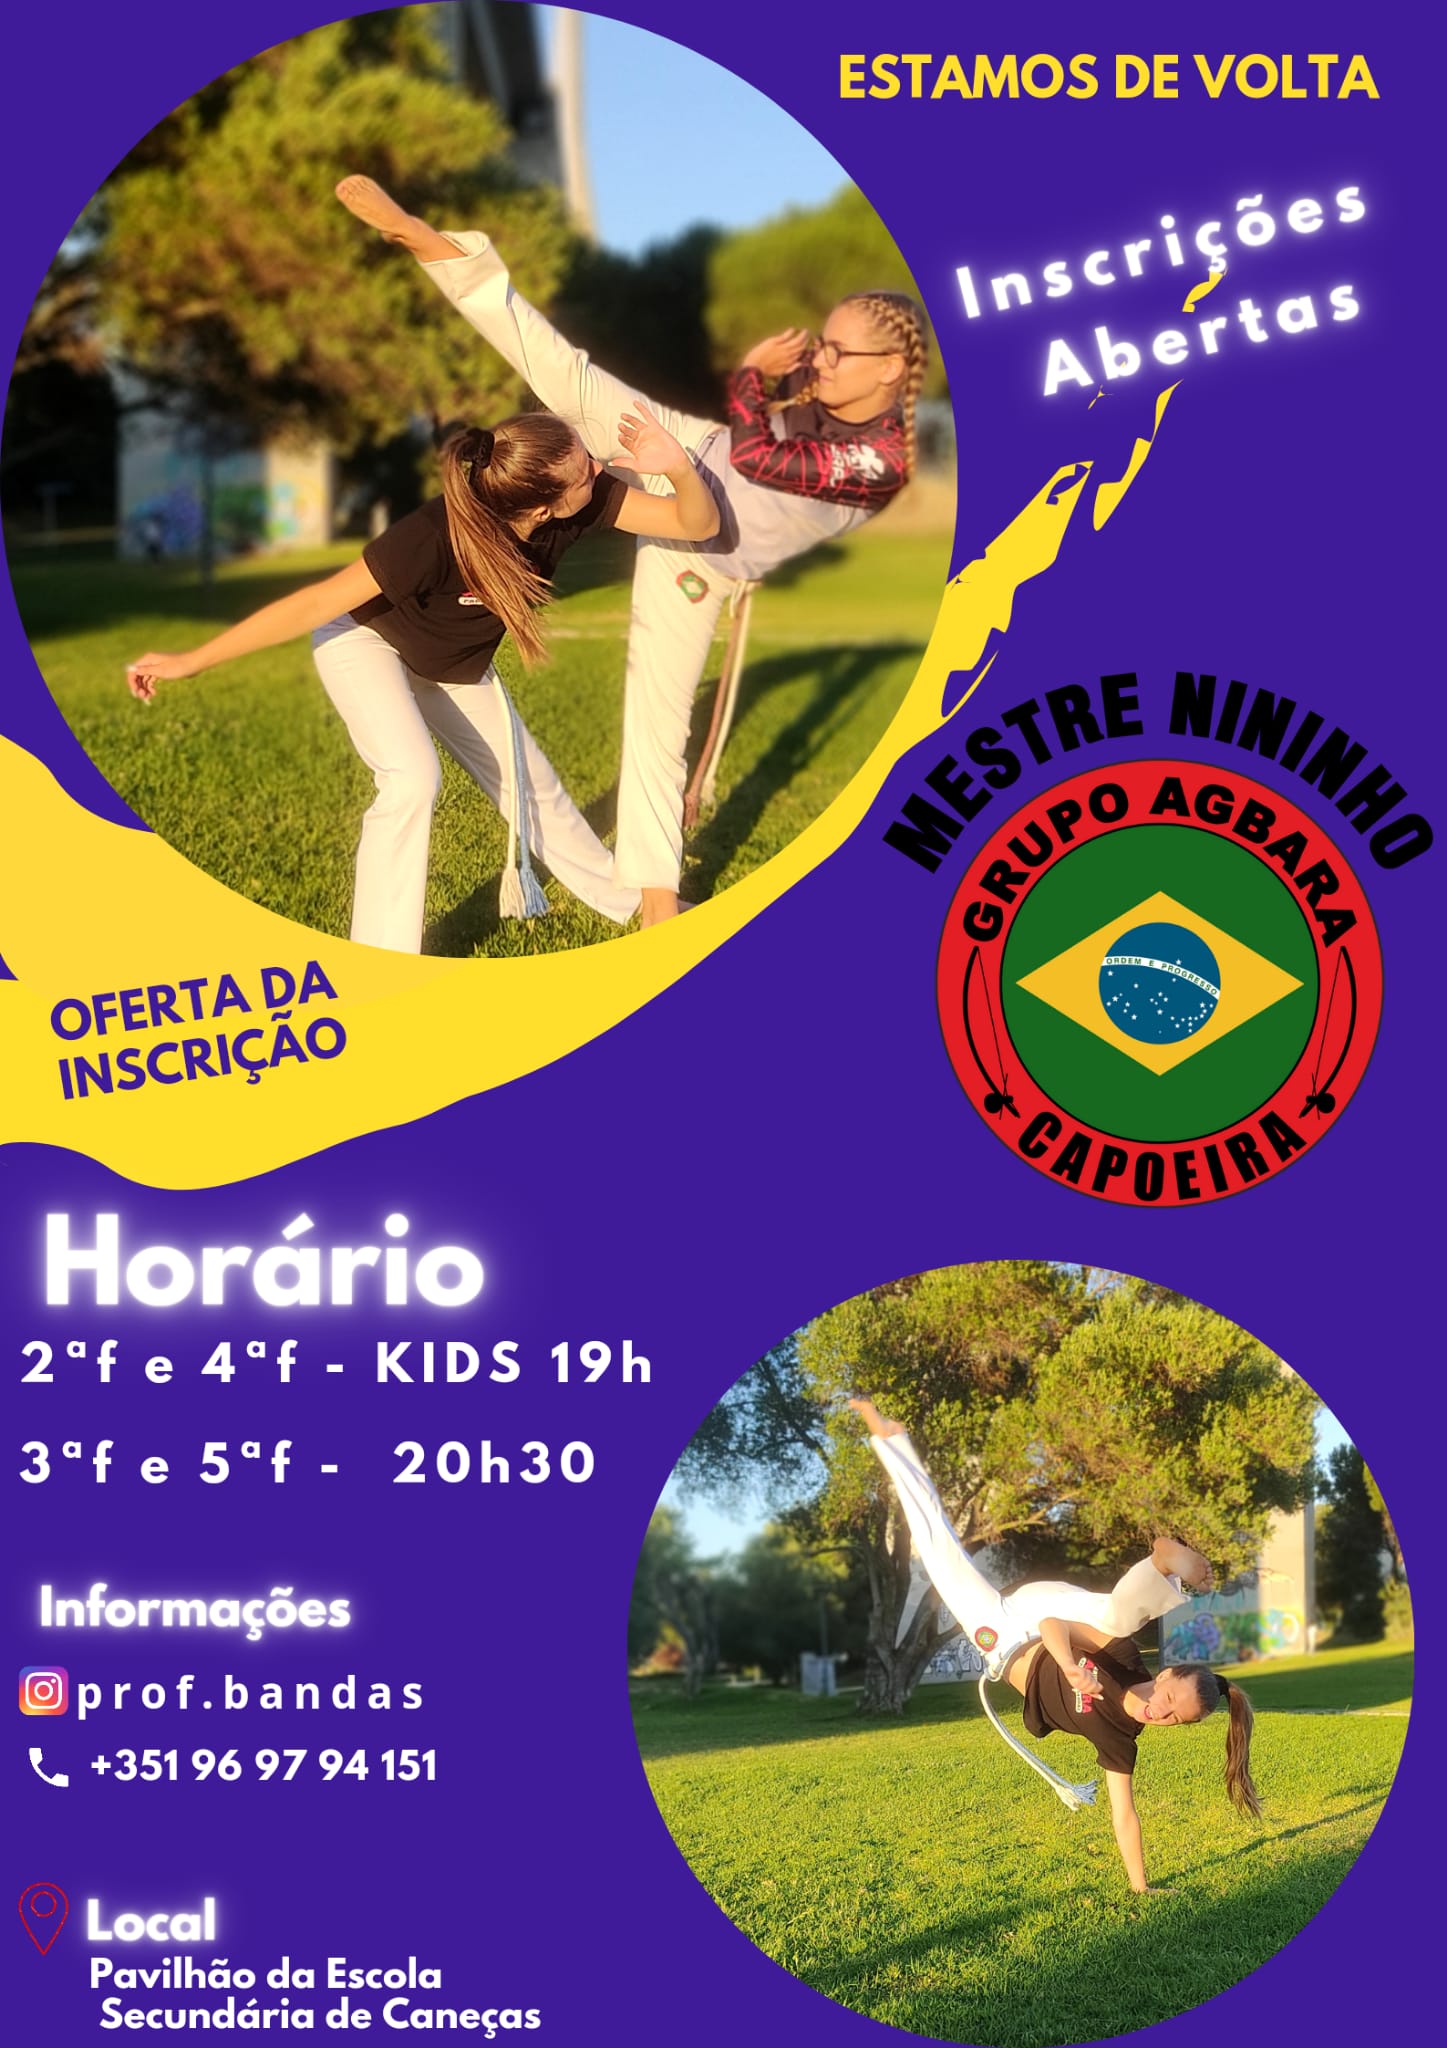 ESTAMOS DE VOLTA
Inscrições
Abertas
MESTRE NININHO
GRUPO AGBARA
ORDEM E PROGRESSO
CAPOEIRA
OFERTA DA
INSCRIÇÃO
Horário
2ªf e 4ªf - KIDS 19h
3ªf e 5ªf - 20h30
Informações
prof.bandas
+351 96 97 94 151
Local
Pavilhão da Escola
Secundária de Caneças